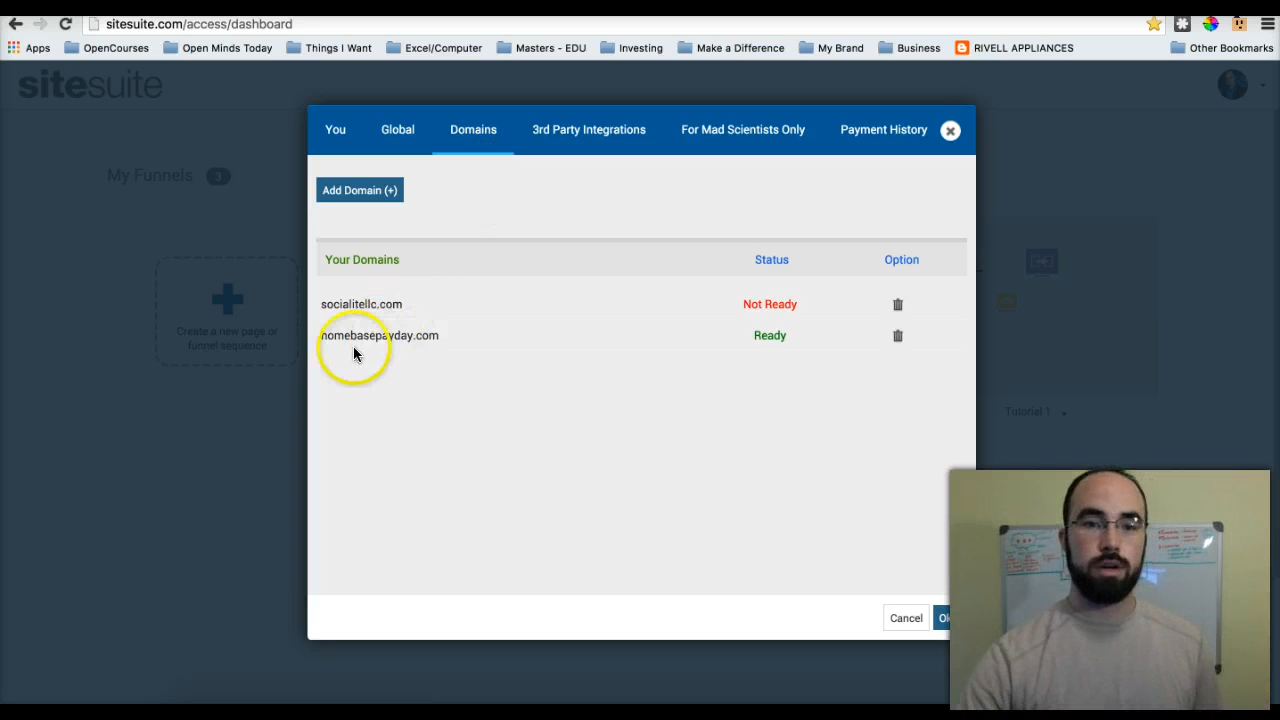 sitesuite.com/access/dashboard
Apps OpenCourses Open Minds Today Things I Want Excel/Computer Masters - EDU Investing Make a Difference My Brand Business RIVELL APPLIANCES Other Bookmarks
sitesuite
You Global Domains 3rd Party Integrations For Mad Scientists Only Payment History
My Funnels 3
Add Domain (+)
Your Domains Status Option
socialitellc.com Not Ready
homebasepayday.com Ready
Create a new page or
funnel sequence
Tutorial 1
Cancel